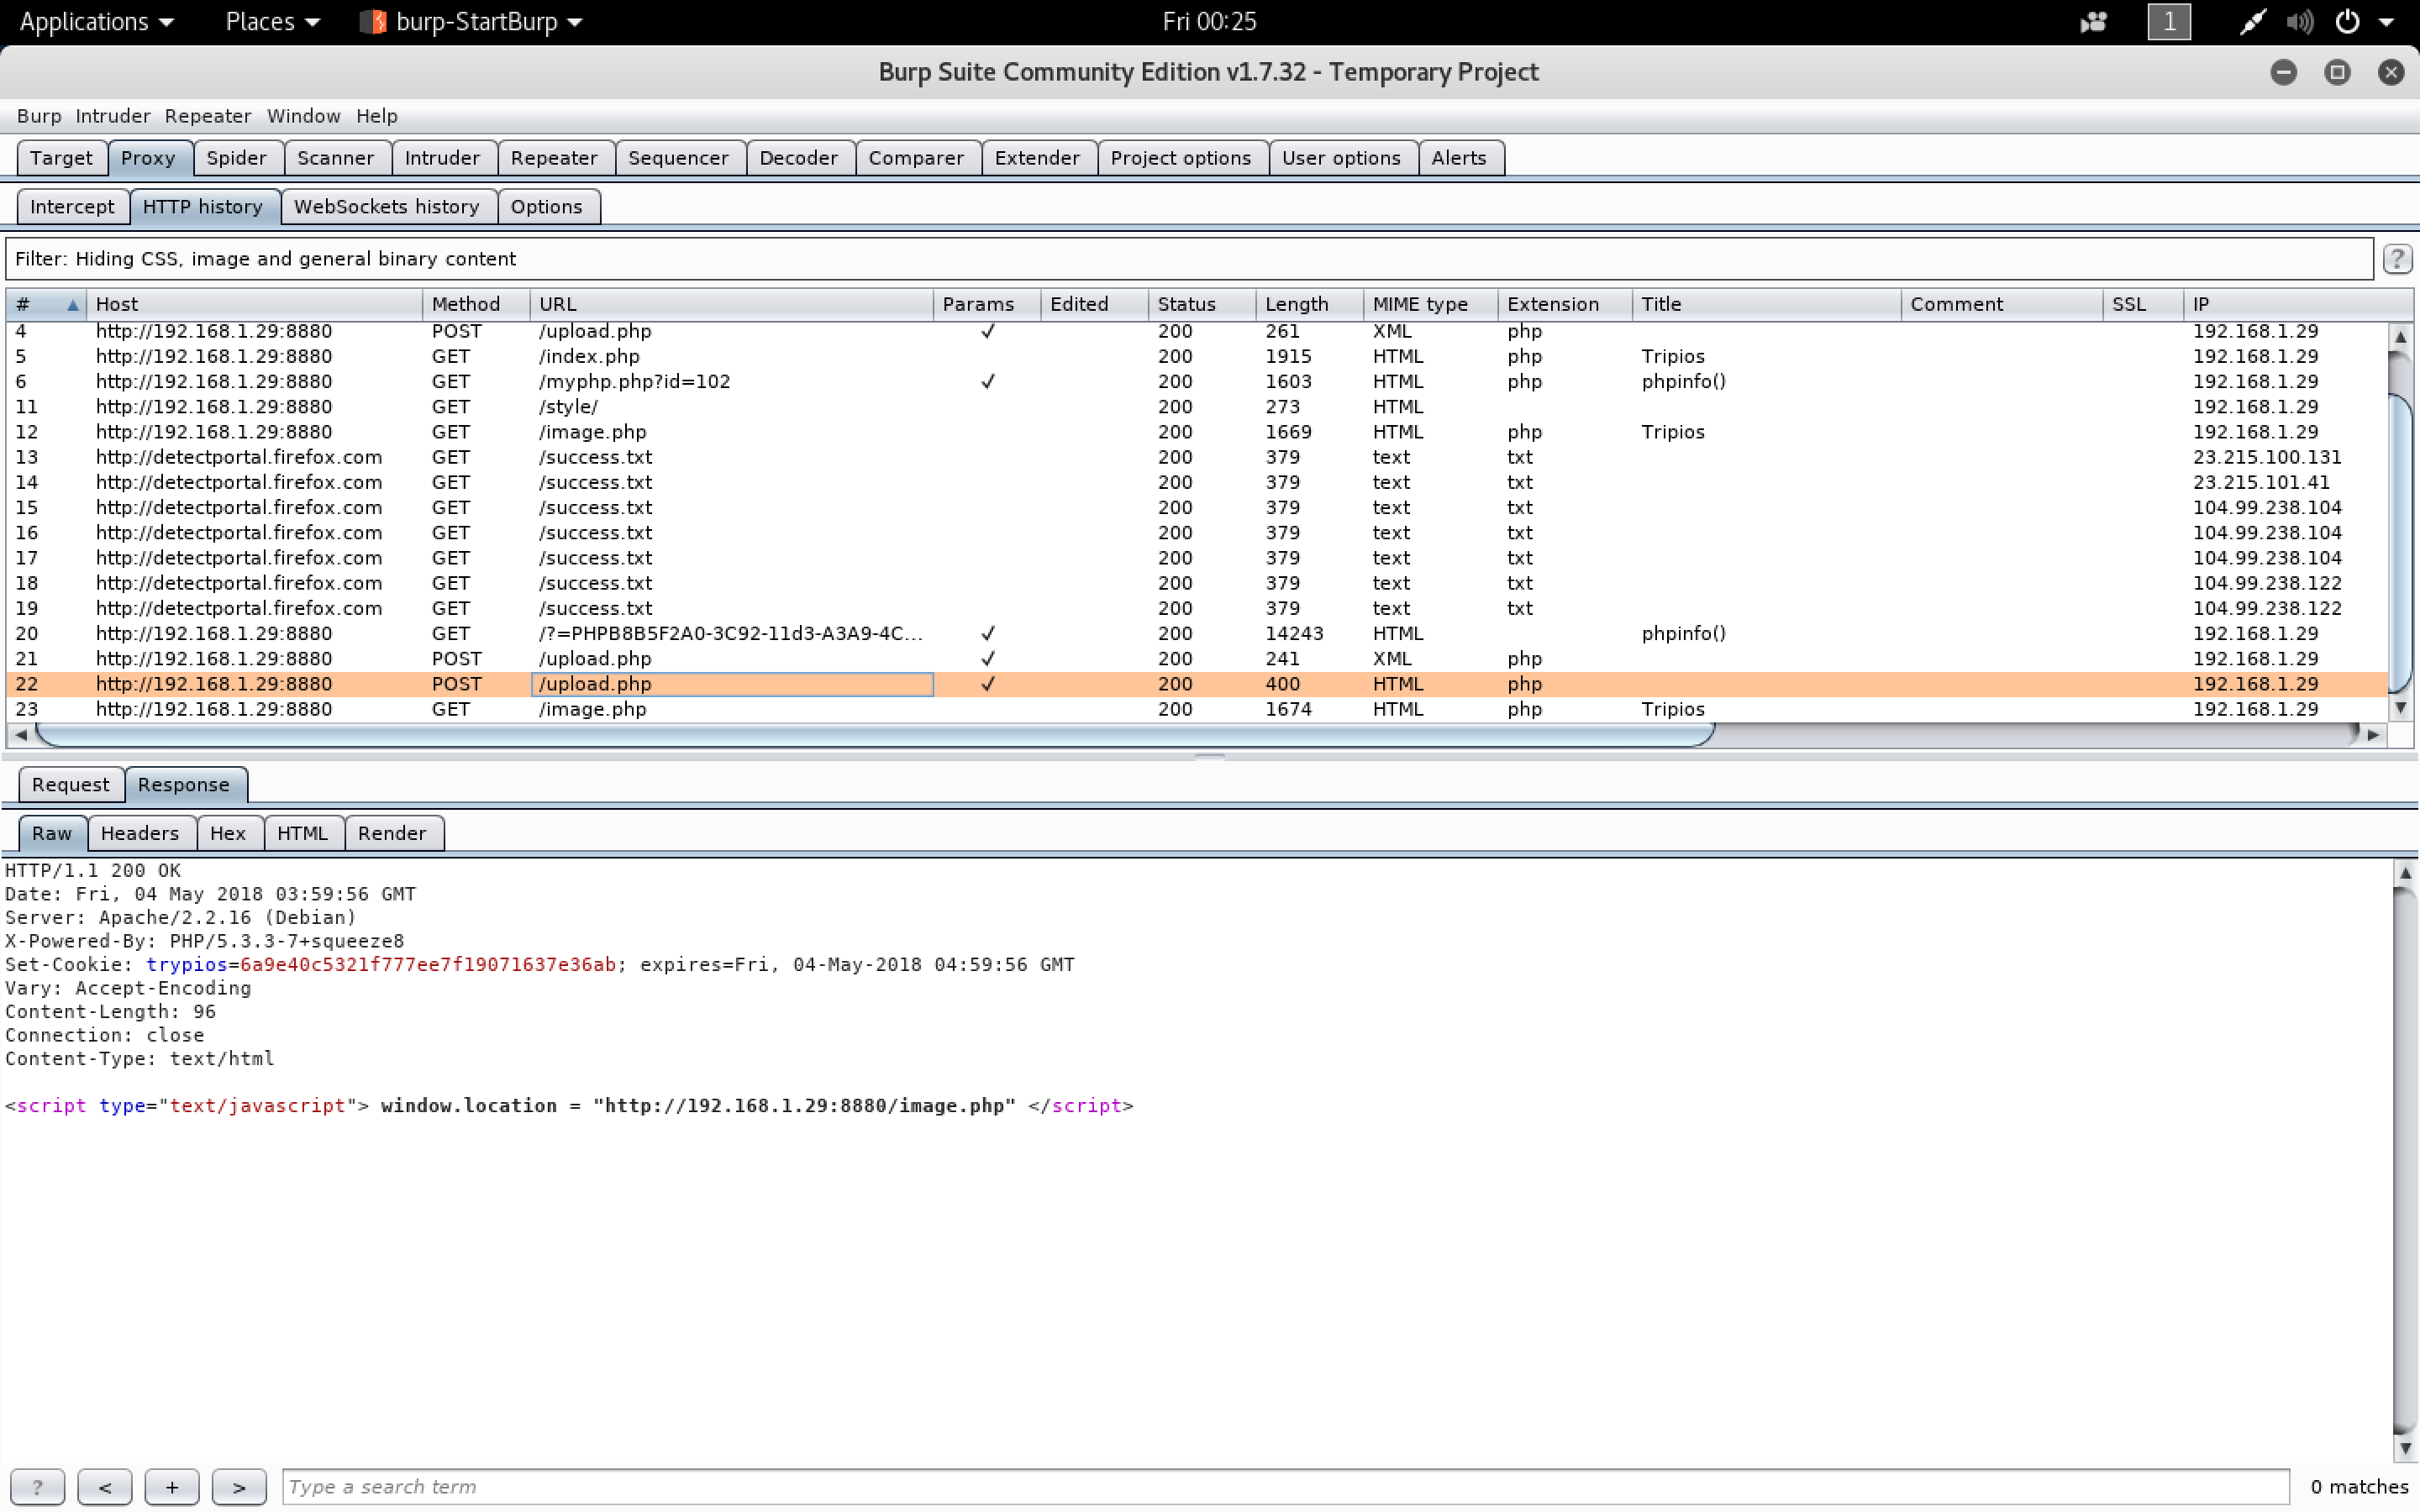 Applications Places burp-StartBurp Fri 00:25 1
Burp Suite Community Edition v1.7.32 - Temporary Project
Burp Intruder Repeater Window Help
Target Proxy Spider Scanner Intruder Repeater Sequencer Decoder Comparer Extender Project options User options Alerts
Intercept HTTP history WebSockets history Options
Filter: Hiding CSS, image and general binary content ?
# Host Method URL Params Edited Status Length MIME type Extension Title Comment SSL IP
4 http://192.168.1.29:8880 POST /upload.php ✓ 200 261 XML php 192.168.1.29
5 http://192.168.1.29:8880 GET /index.php 200 1915 HTML php Tripios 192.168.1.29
6 http://192.168.1.29:8880 GET /myphp.php?id=102 ✓ 200 1603 HTML php phpinfo() 192.168.1.29
11 http://192.168.1.29:8880 GET /style/ 200 273 HTML 192.168.1.29
12 http://192.168.1.29:8880 GET /image.php 200 1669 HTML php Tripios 192.168.1.29
13 http://detectportal.firefox.com GET /success.txt 200 379 text txt 23.215.100.131
14 http://detectportal.firefox.com GET /success.txt 200 379 text txt 23.215.101.41
15 http://detectportal.firefox.com GET /success.txt 200 379 text txt 104.99.238.104
16 http://detectportal.firefox.com GET /success.txt 200 379 text txt 104.99.238.104
17 http://detectportal.firefox.com GET /success.txt 200 379 text txt 104.99.238.104
18 http://detectportal.firefox.com GET /success.txt 200 379 text txt 104.99.238.122
19 http://detectportal.firefox.com GET /success.txt 200 379 text txt 104.99.238.122
20 http://192.168.1.29:8880 GET /?=PHPB8B5F2A0-3C92-11d3-A3A9-4C... ✓ 200 14243 HTML phpinfo() 192.168.1.29
21 http://192.168.1.29:8880 POST /upload.php ✓ 200 241 XML php 192.168.1.29
22 http://192.168.1.29:8880 POST /upload.php ✓ 200 400 HTML php 192.168.1.29
23 http://192.168.1.29:8880 GET /image.php 200 1674 HTML php Tripios 192.168.1.29
Request Response
Raw Headers Hex HTML Render
HTTP/1.1 200 OK
Date: Fri, 04 May 2018 03:59:56 GMT
Server: Apache/2.2.16 (Debian)
X-Powered-By: PHP/5.3.3-7+squeeze8
Set-Cookie: trypios=6a9e40c5321f777ee7f19071637e36ab; expires=Fri, 04-May-2018 04:59:56 GMT
Vary: Accept-Encoding
Content-Length: 96
Connection: close
Content-Type: text/html
<script type="text/javascript"> window.location = "http://192.168.1.29:8880/image.php" </script>
? < + > Type a search term 0 matches